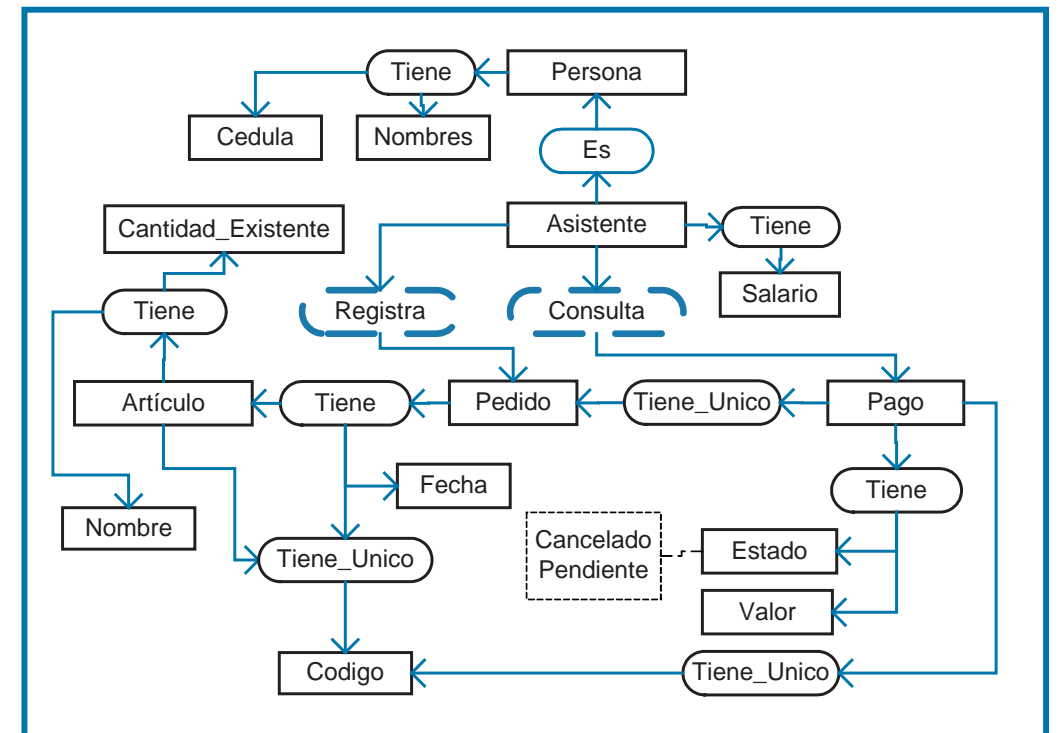 Tiene
Persona
Cedula
Nombres
Es
Cantidad_Existente
Asistente
Tiene
Tiene
Registra
Consulta
Salario
Artículo
Tiene
Pedido
Tiene_Unico
Pago
Fecha
Tiene
Nombre
Tiene_Unico
Cancelado
Pendiente
Estado
Valor
Codigo
Tiene_Unico